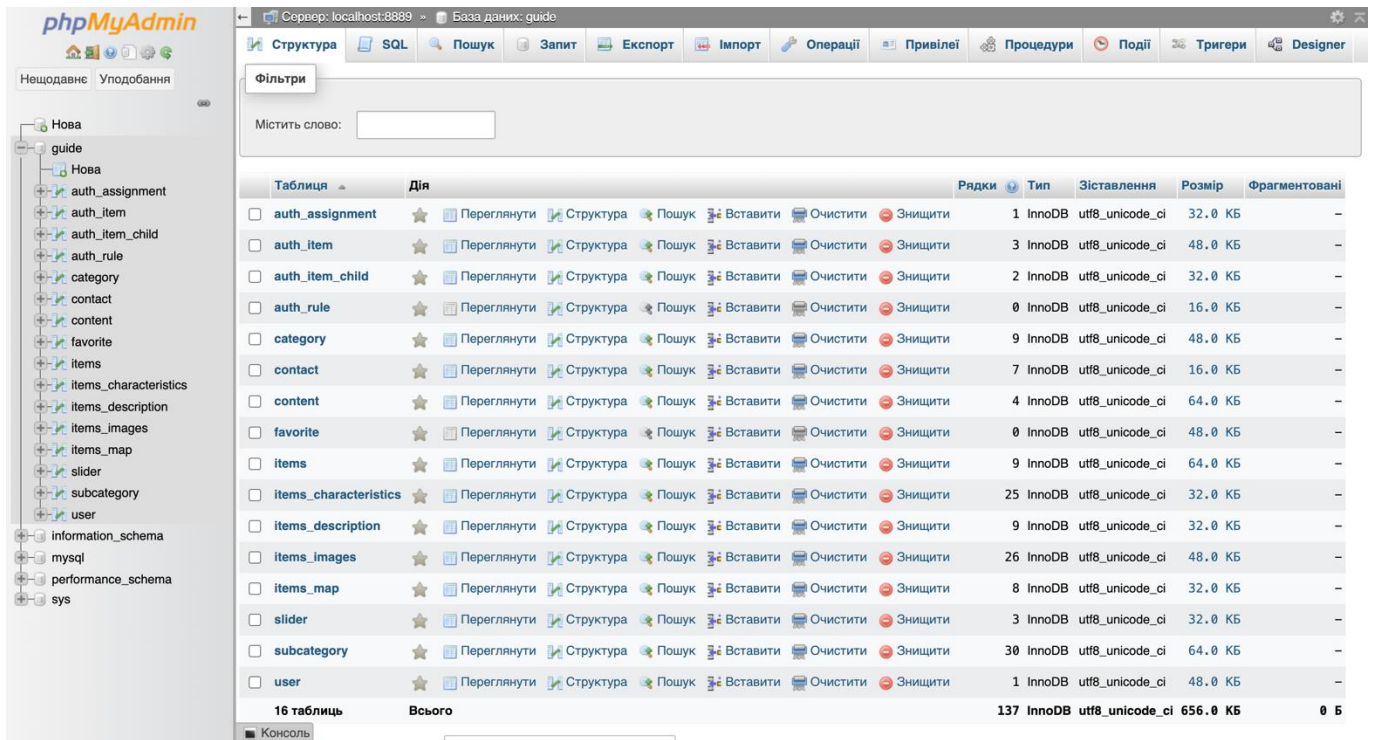 phpMyAdmin
Нещодавнє Уподобання
Нова
guide
Нова
auth_assignment
auth_item
auth_item_child
auth_rule
category
contact
content
favorite
items
items_characteristics
items_description
items_images
items_map
slider
subcategory
user
information_schema
mysql
performance_schema
sys
Сервер: localhost:8889 » База даних: guide
Структура SQL Пошук Запит Експорт Імпорт Операції Привілеї Процедури Події Тригери Designer
Фільтри
Містить слово:
Таблиця Дія Рядки Тип Зіставлення Розмір Фрагментовані
auth_assignment Переглянути Структура Пошук Вставити Очистити Знищити 1 InnoDB utf8_unicode_ci 32.0 КБ –
auth_item Переглянути Структура Пошук Вставити Очистити Знищити 3 InnoDB utf8_unicode_ci 48.0 КБ –
auth_item_child Переглянути Структура Пошук Вставити Очистити Знищити 2 InnoDB utf8_unicode_ci 32.0 КБ –
auth_rule Переглянути Структура Пошук Вставити Очистити Знищити 0 InnoDB utf8_unicode_ci 16.0 КБ –
category Переглянути Структура Пошук Вставити Очистити Знищити 9 InnoDB utf8_unicode_ci 48.0 КБ –
contact Переглянути Структура Пошук Вставити Очистити Знищити 7 InnoDB utf8_unicode_ci 16.0 КБ –
content Переглянути Структура Пошук Вставити Очистити Знищити 4 InnoDB utf8_unicode_ci 64.0 КБ –
favorite Переглянути Структура Пошук Вставити Очистити Знищити 0 InnoDB utf8_unicode_ci 48.0 КБ –
items Переглянути Структура Пошук Вставити Очистити Знищити 9 InnoDB utf8_unicode_ci 64.0 КБ –
items_characteristics Переглянути Структура Пошук Вставити Очистити Знищити 25 InnoDB utf8_unicode_ci 32.0 КБ –
items_description Переглянути Структура Пошук Вставити Очистити Знищити 9 InnoDB utf8_unicode_ci 32.0 КБ –
items_images Переглянути Структура Пошук Вставити Очистити Знищити 26 InnoDB utf8_unicode_ci 48.0 КБ –
items_map Переглянути Структура Пошук Вставити Очистити Знищити 8 InnoDB utf8_unicode_ci 32.0 КБ –
slider Переглянути Структура Пошук Вставити Очистити Знищити 3 InnoDB utf8_unicode_ci 32.0 КБ –
subcategory Переглянути Структура Пошук Вставити Очистити Знищити 30 InnoDB utf8_unicode_ci 64.0 КБ –
user Переглянути Структура Пошук Вставити Очистити Знищити 1 InnoDB utf8_unicode_ci 48.0 КБ –
16 таблиць Всього 137 InnoDB utf8_unicode_ci 656.0 КБ 0 Б
Консоль